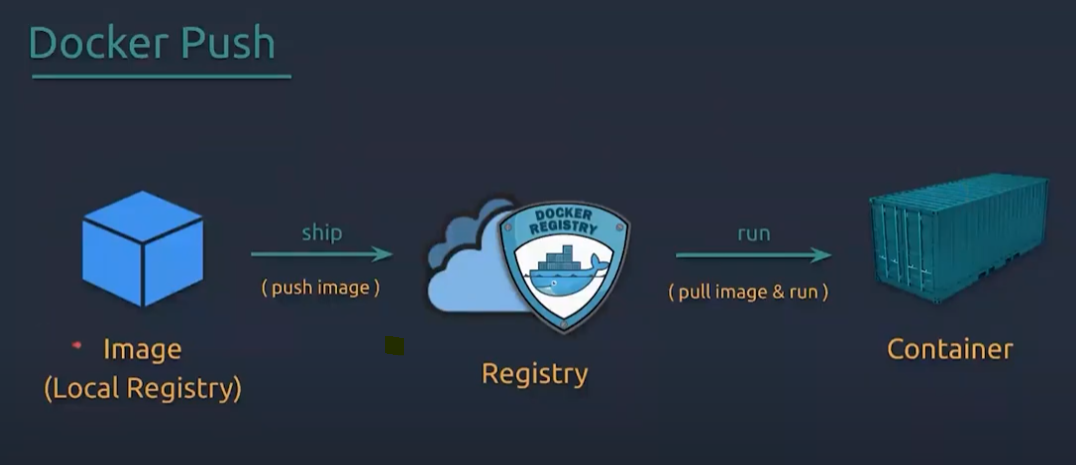 Docker Push
ship
( push image )
DOCKER
REGISTRY
run
( pull image & run )
Image
(Local Registry)
Registry
Container